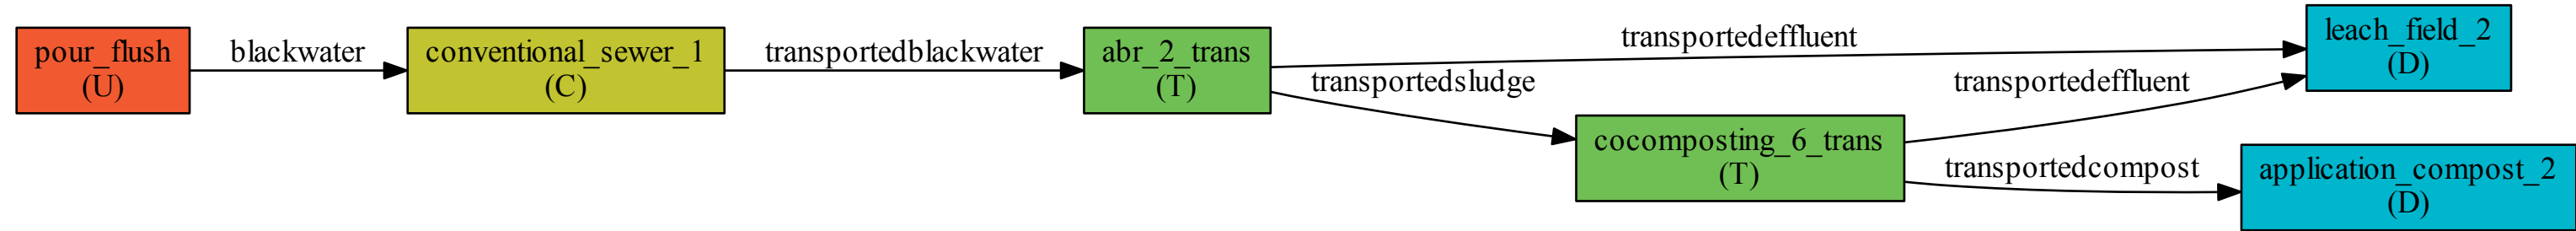 pour_flush
(U)
blackwater
conventional_sewer_1
(C)
transportedblackwater
abr_2_trans
(T)
transportedeffluent
transportedsludge
cocomposting_6_trans
(T)
transportedeffluent
transportedcompost
leach_field_2
(D)
application_compost_2
(D)